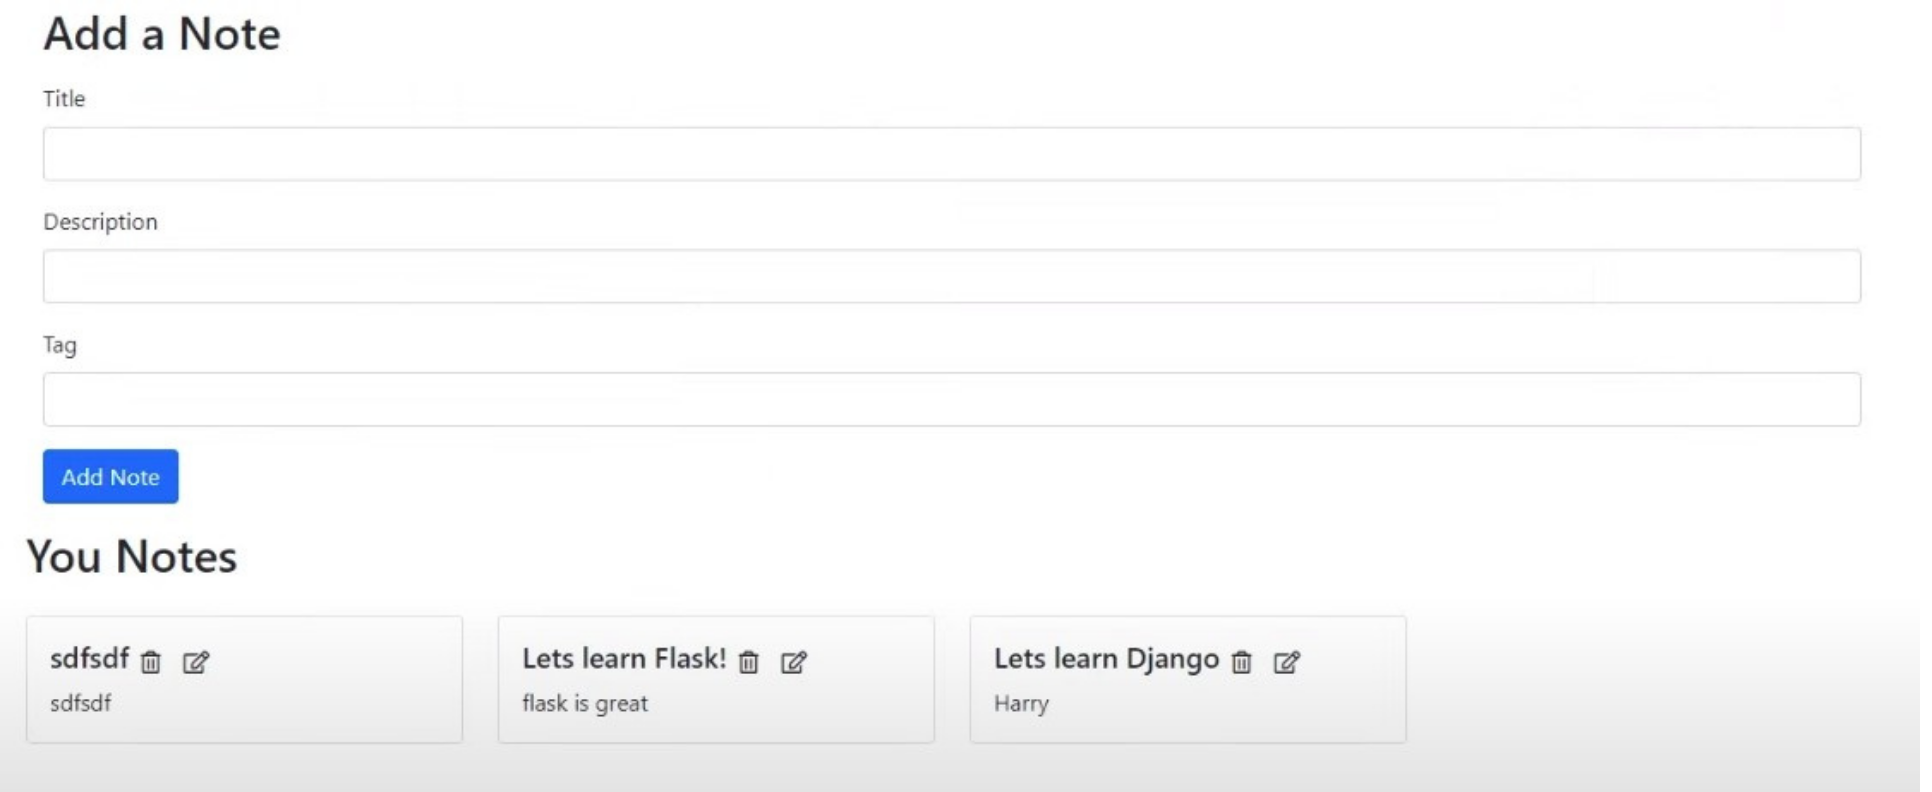 Add a Note
Title
Description
Tag
Add Note
You Notes
sdfsdf
sdfsdf
Lets learn Flask!
flask is great
Lets learn Django
Harry